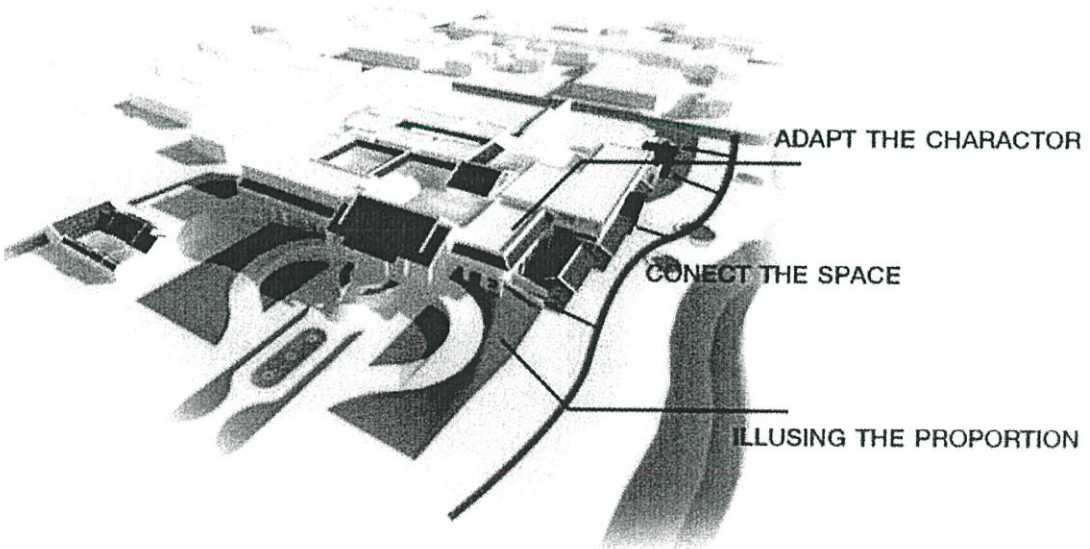 ADAPT THE CHARACTOR
CONECT THE SPACE
ILLUSING THE PROPORTION